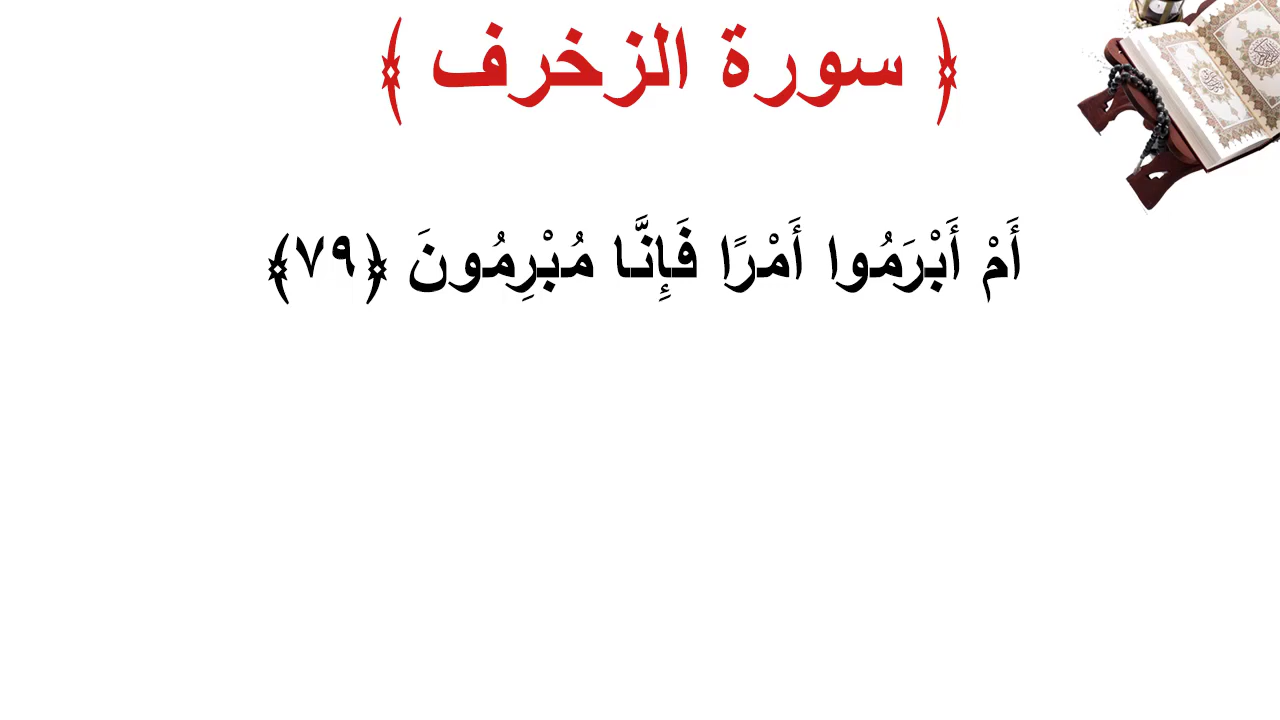 ﴿ سورة الزخرف ﴾
أَمْ أَبْرَمُوا أَمْرًا فَإِنَّا مُبْرِمُونَ ﴿٧٩﴾